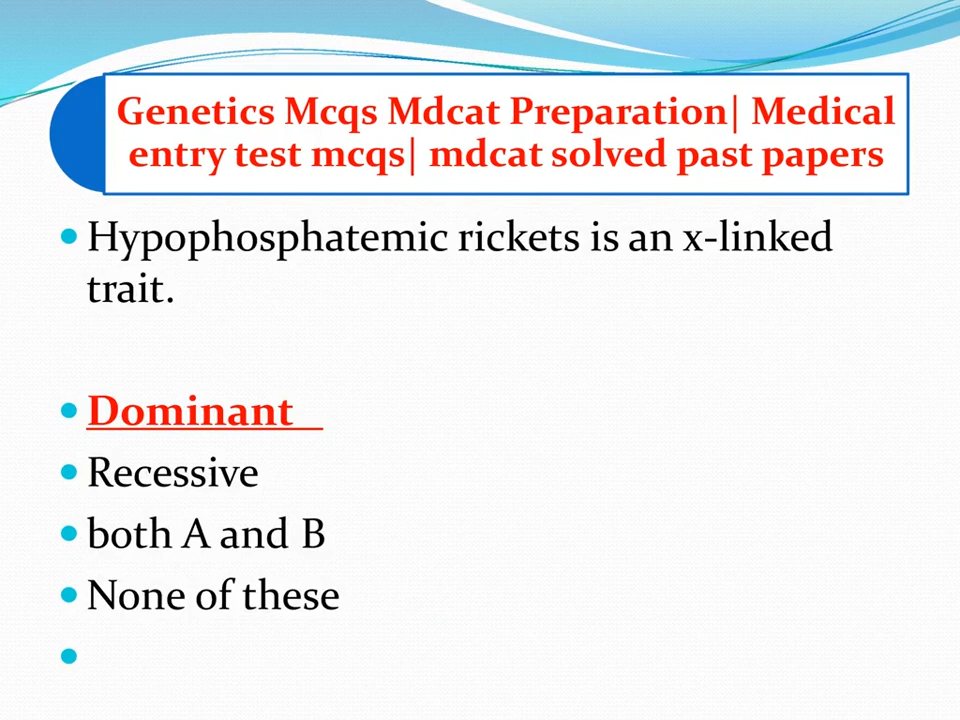 Genetics Mcqs Mdcat Preparation| Medical
entry test mcqs| mdcat solved past papers
Hypophosphatemic rickets is an x-linked
trait.
Dominant
Recessive
both A and B
None of these